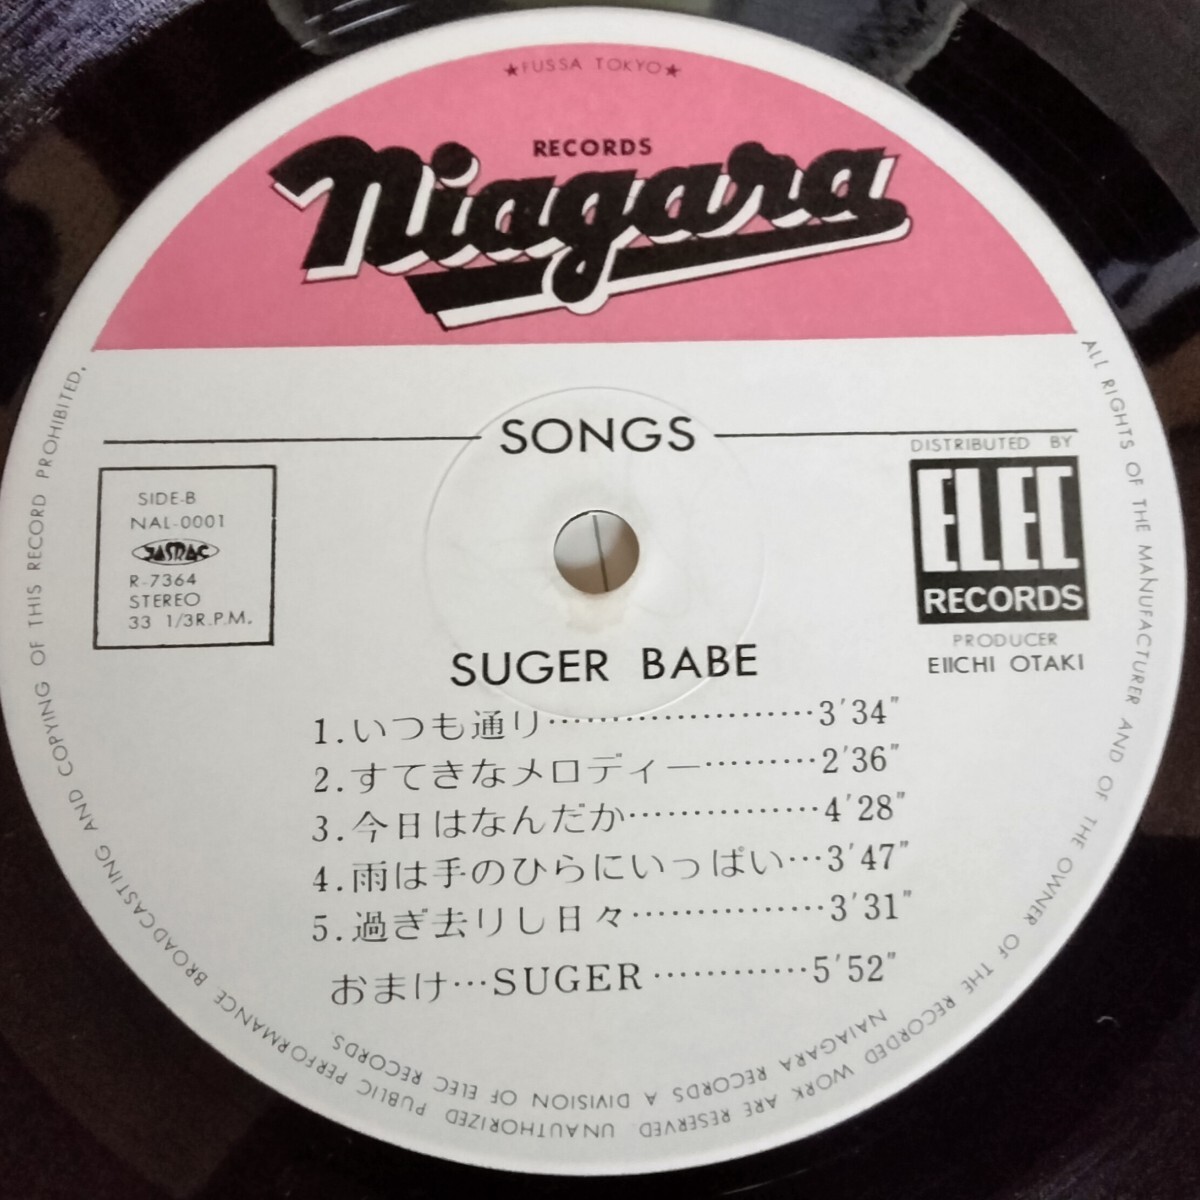 ★FUSSA TOKYO★
RECORDS
Niagara
SONGS
SIDE-B
NAL-0001
JASRAC
R-7364
STEREO
33 1/3R.P.M.
DISTRIBUTED BY
ELEC
RECORDS
PRODUCER
EIICHI OTAKI
SUGER BABE
1.いつも通り…………………3'34"
2.すてきなメロディー………2'36"
3.今日はなんだか……………4'28"
4.雨は手のひらにいっぱい…3'47"
5.過ぎ去りし日々……………3'31"
おまけ…SUGER…………5'52"
ALL RIGHTS OF THE MANUFACTURER AND OF THE OWNER OF THE RECORDED WORK ARE RESERVED. UNAUTHORIZED PUBLIC PERFORMANCE BROADCASTING AND COPYING OF THIS RECORD PROHIBITED.
NAIAGARA RECORDS A DIVISION OF ELEC RECORDS.